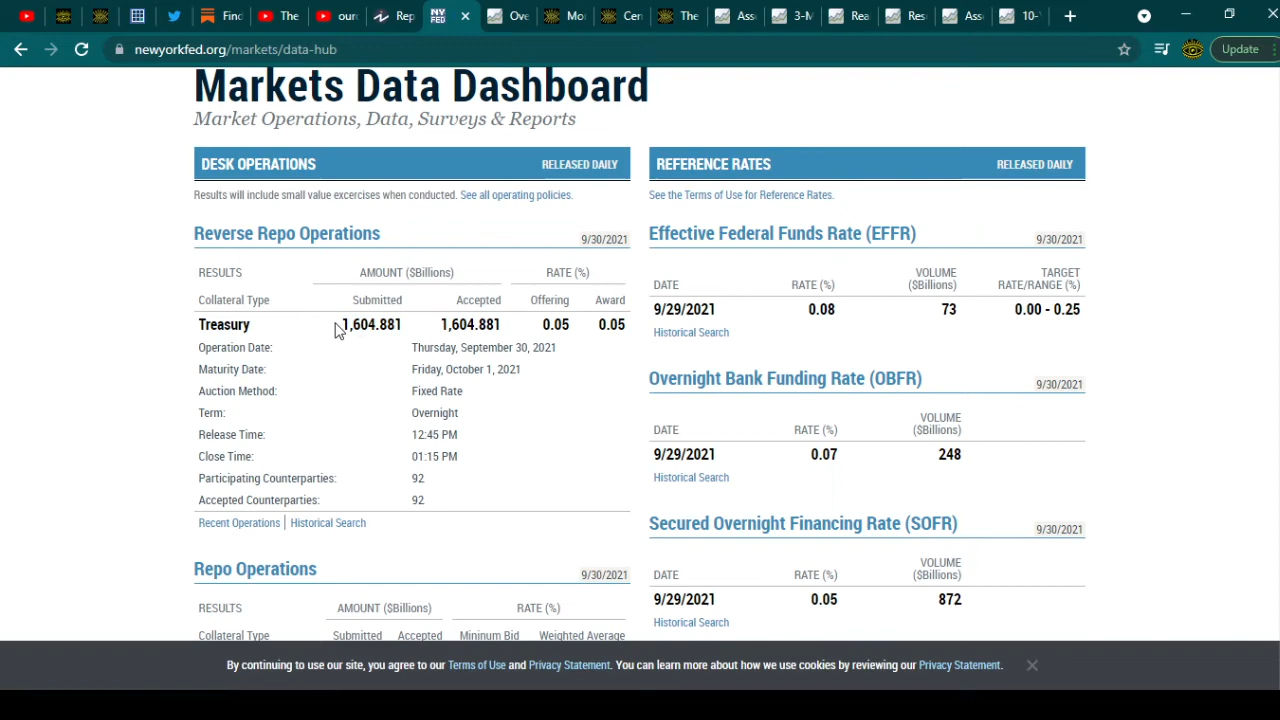 Find
The
ourc
Rep
NY
FED
Ove
Mon
Cen
The
Asse
3-M
Rea
Res
Ass
10-
newyorkfed.org/markets/data-hub
Update
Markets Data Dashboard
Market Operations, Data, Surveys & Reports
DESK OPERATIONS RELEASED DAILY
Results will include small value excercises when conducted. See all operating policies.
Reverse Repo Operations 9/30/2021
RESULTS AMOUNT ($Billions) RATE (%)
Collateral Type Submitted Accepted Offering Award
Treasury 1,604.881 1,604.881 0.05 0.05
Operation Date: Thursday, September 30, 2021
Maturity Date: Friday, October 1, 2021
Auction Method: Fixed Rate
Term: Overnight
Release Time: 12:45 PM
Close Time: 01:15 PM
Participating Counterparties: 92
Accepted Counterparties: 92
Recent Operations | Historical Search
Repo Operations 9/30/2021
RESULTS AMOUNT ($Billions) RATE (%)
Collateral Type Submitted Accepted Mininum Bid Weighted Average
REFERENCE RATES RELEASED DAILY
See the Terms of Use for Reference Rates.
Effective Federal Funds Rate (EFFR) 9/30/2021
VOLUME TARGET
DATE RATE (%) ($Billions) RATE/RANGE (%)
9/29/2021 0.08 73 0.00 - 0.25
Historical Search
Overnight Bank Funding Rate (OBFR) 9/30/2021
VOLUME
DATE RATE (%) ($Billions)
9/29/2021 0.07 248
Historical Search
Secured Overnight Financing Rate (SOFR) 9/30/2021
VOLUME
DATE RATE (%) ($Billions)
9/29/2021 0.05 872
Historical Search
By continuing to use our site, you agree to our Terms of Use and Privacy Statement. You can learn more about how we use cookies by reviewing our Privacy Statement.